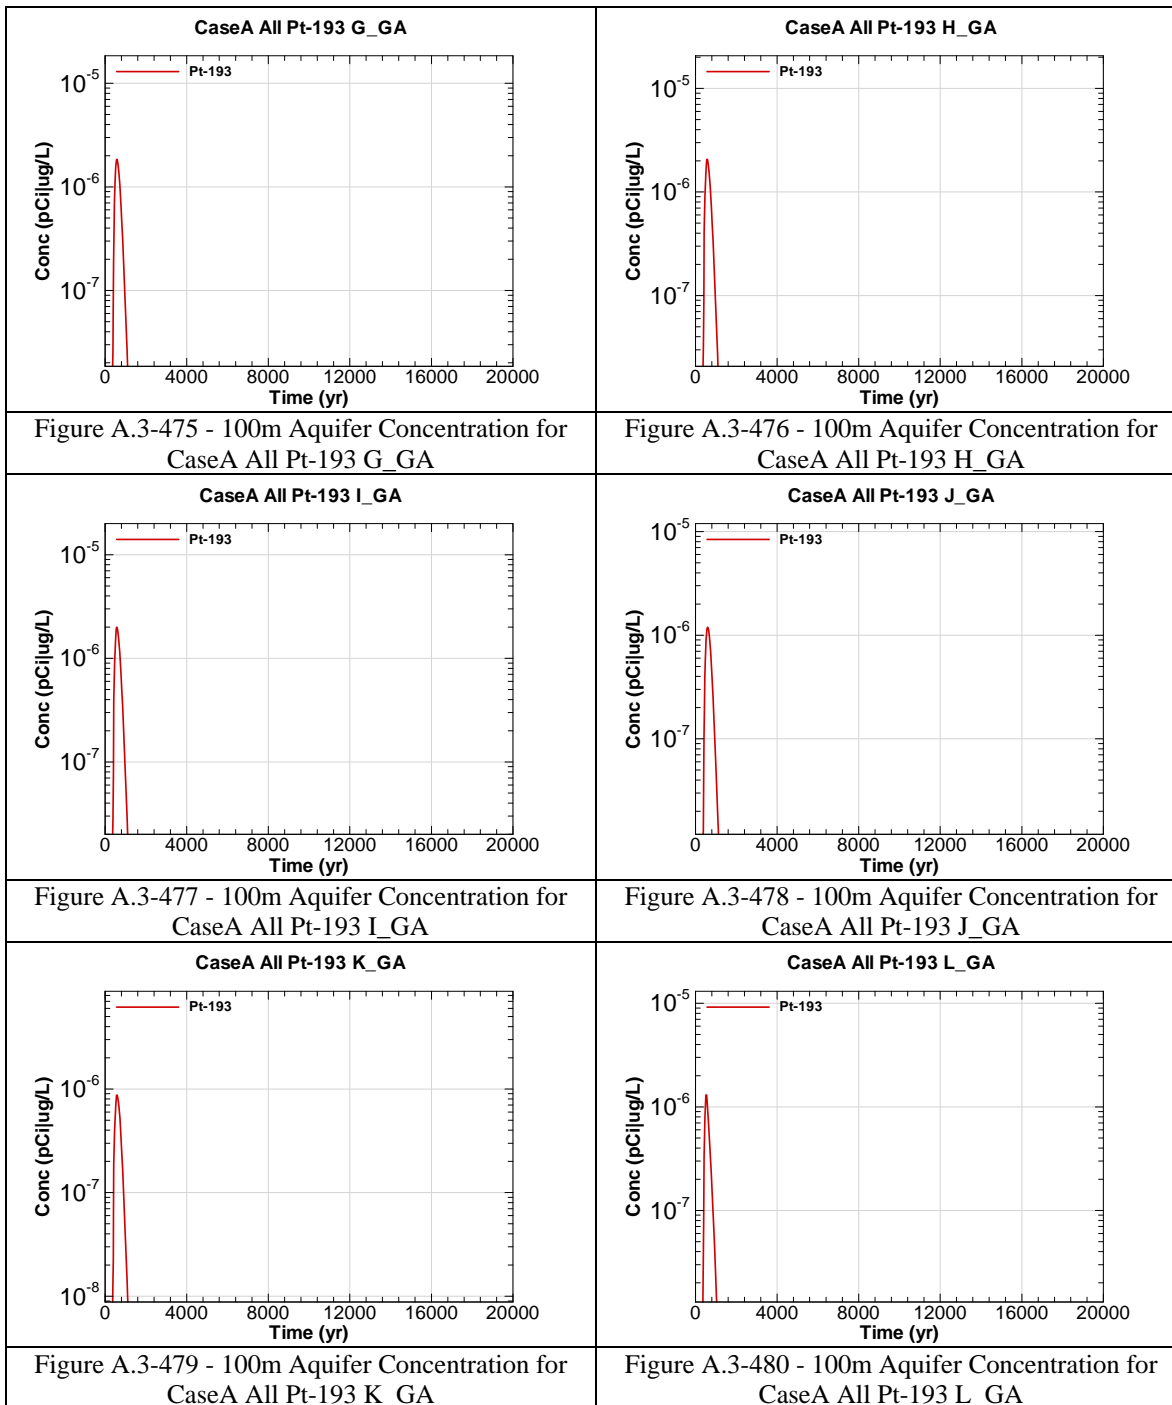 CaseA All Pt-193 G_GA
Pt-193
10-5
10-6
10-7
Conc (pCi|ug/L)
0 4000 8000 12000 16000 20000
Time (yr)
Figure A.3-475 - 100m Aquifer Concentration for
CaseA All Pt-193 G_GA
CaseA All Pt-193 H_GA
Pt-193
10-5
10-6
10-7
Conc (pCi|ug/L)
0 4000 8000 12000 16000 20000
Time (yr)
Figure A.3-476 - 100m Aquifer Concentration for
CaseA All Pt-193 H_GA
CaseA All Pt-193 I_GA
Pt-193
10-5
10-6
10-7
Conc (pCi|ug/L)
0 4000 8000 12000 16000 20000
Time (yr)
Figure A.3-477 - 100m Aquifer Concentration for
CaseA All Pt-193 I_GA
CaseA All Pt-193 J_GA
Pt-193
10-5
10-6
10-7
Conc (pCi|ug/L)
0 4000 8000 12000 16000 20000
Time (yr)
Figure A.3-478 - 100m Aquifer Concentration for
CaseA All Pt-193 J_GA
CaseA All Pt-193 K_GA
Pt-193
10-6
10-7
10-8
Conc (pCi|ug/L)
0 4000 8000 12000 16000 20000
Time (yr)
Figure A.3-479 - 100m Aquifer Concentration for
CaseA All Pt-193 K_GA
CaseA All Pt-193 L_GA
Pt-193
10-5
10-6
10-7
Conc (pCi|ug/L)
0 4000 8000 12000 16000 20000
Time (yr)
Figure A.3-480 - 100m Aquifer Concentration for
CaseA All Pt-193 L_GA